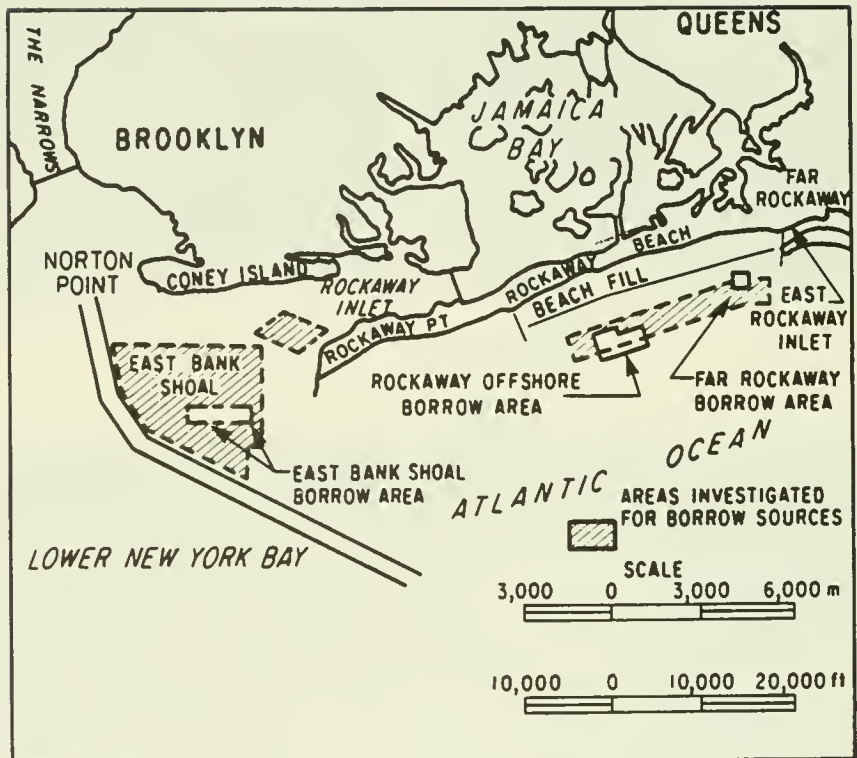 QUEENS
THE NARROWS
BROOKLYN
JAMAICA
BAY
FAR
ROCKAWAY
NORTON
POINT
CONEY ISLAND
ROCKAWAY
INLET
ROCKAWAY PT
ROCKAWAY BEACH
BEACH FILL
EAST
ROCKAWAY
INLET
EAST BANK
SHOAL
ROCKAWAY OFFSHORE
BORROW AREA
FAR ROCKAWAY
BORROW AREA
EAST BANK SHOAL
BORROW AREA
ATLANTIC OCEAN
LOWER NEW YORK BAY
AREAS INVESTIGATED
FOR BORROW SOURCES
SCALE
3,000 0 3,000 6,000 m
10,000 0 10,000 20,000 ft